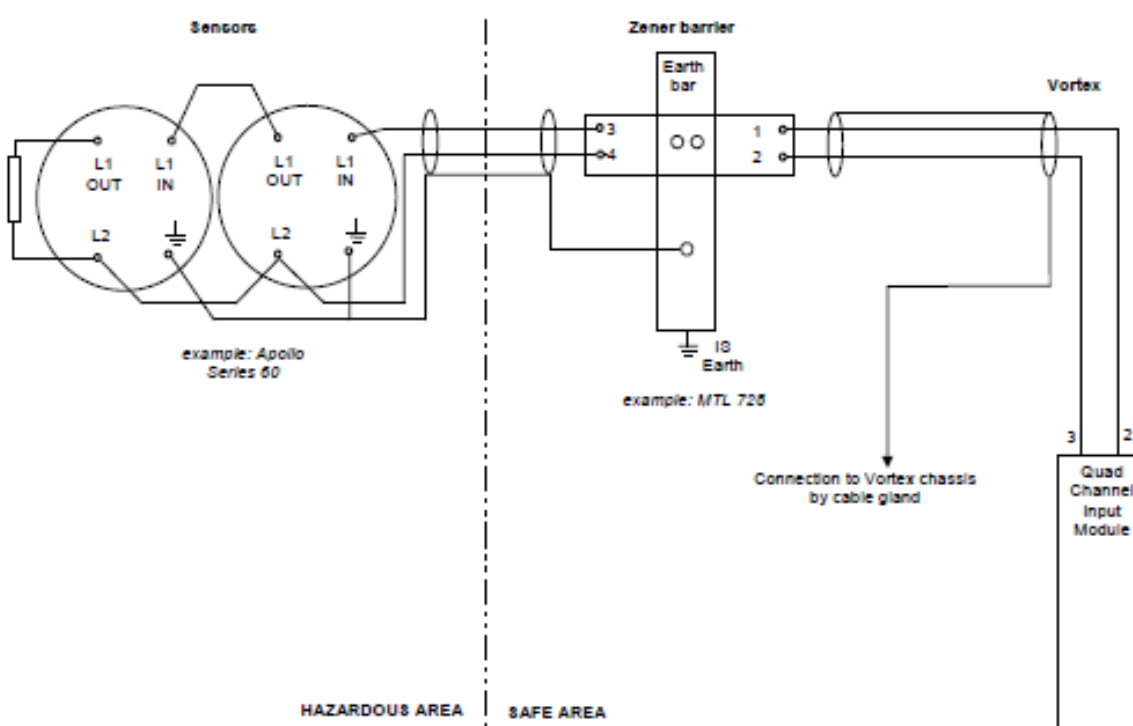 Sensors
Zener barrier
Earth
bar
Vortex
L1
OUT
L1
IN
L1
OUT
L1
IN
3
4
1
2
L2
L2
example: Apollo
Series 60
IS
Earth
example: MTL 728
3
2
Connection to Vortex chassis
by cable gland
Quad
Channel
Input
Module
HAZARDOUS AREA
SAFE AREA